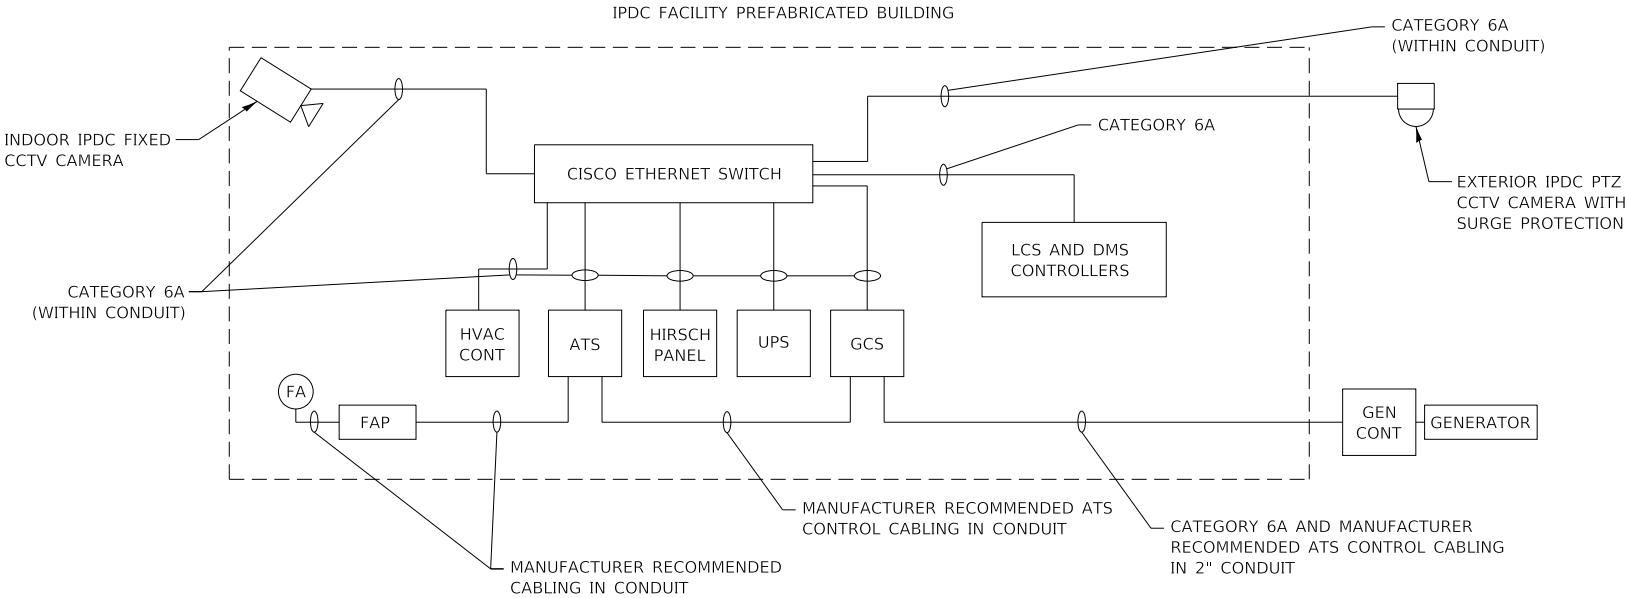 IPDC FACILITY PREFABRICATED BUILDING
CATEGORY 6A
(WITHIN CONDUIT)
INDOOR IPDC FIXED
CCTV CAMERA
CATEGORY 6A
CISCO ETHERNET SWITCH
EXTERIOR IPDC PTZ
CCTV CAMERA WITH
SURGE PROTECTION
LCS AND DMS
CONTROLLERS
CATEGORY 6A
(WITHIN CONDUIT)
HVAC
CONT
ATS
HIRSCH
PANEL
UPS
GCS
FA
FAP
GEN
CONT
GENERATOR
MANUFACTURER RECOMMENDED ATS
CONTROL CABLING IN CONDUIT
CATEGORY 6A AND MANUFACTURER
RECOMMENDED ATS CONTROL CABLING
IN 2" CONDUIT
MANUFACTURER RECOMMENDED
CABLING IN CONDUIT